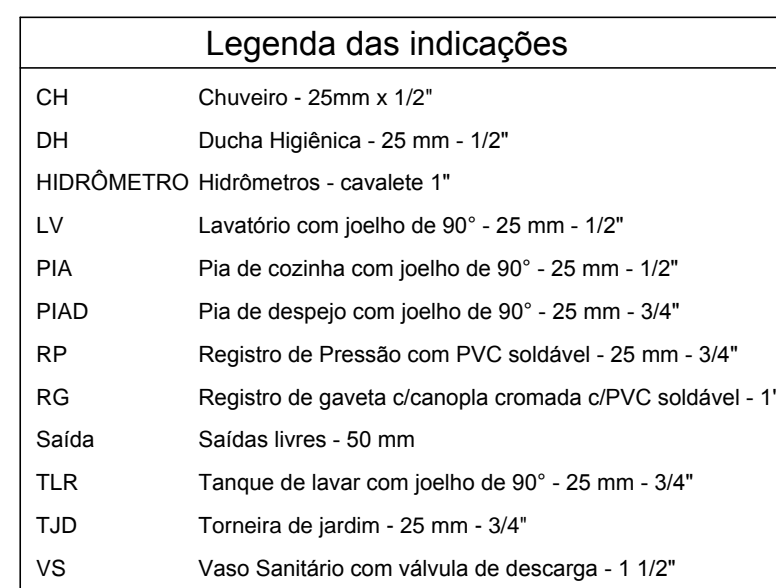 Legenda das indicações
CH Chuveiro - 25mm x 1/2"
DH Ducha Higiênica - 25 mm - 1/2"
HIDRÔMETRO Hidrômetros - cavalete 1"
LV Lavatório com joelho de 90° - 25 mm - 1/2"
PIA Pia de cozinha com joelho de 90° - 25 mm - 1/2"
PIAD Pia de despejo com joelho de 90° - 25 mm - 3/4"
RP Registro de Pressão com PVC soldável - 25 mm - 3/4"
RG Registro de gaveta c/canopla cromada c/PVC soldável - 1"
Saída Saídas livres - 50 mm
TLR Tanque de lavar com joelho de 90° - 25 mm - 3/4"
TJD Torneira de jardim - 25 mm - 3/4"
VS Vaso Sanitário com válvula de descarga - 1 1/2"